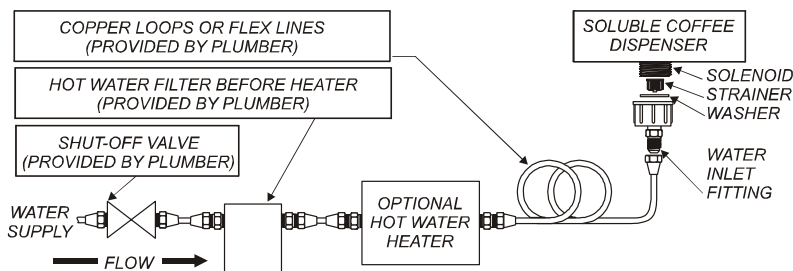 COPPER LOOPS OR FLEX LINES
(PROVIDED BY PLUMBER)
HOT WATER FILTER BEFORE HEATER
(PROVIDED BY PLUMBER)
SHUT-OFF VALVE
(PROVIDED BY PLUMBER)
SOLUBLE COFFEE
DISPENSER
SOLENOID
STRAINER
WASHER
WATER
INLET
FITTING
OPTIONAL
HOT WATER
HEATER
WATER
SUPPLY
FLOW